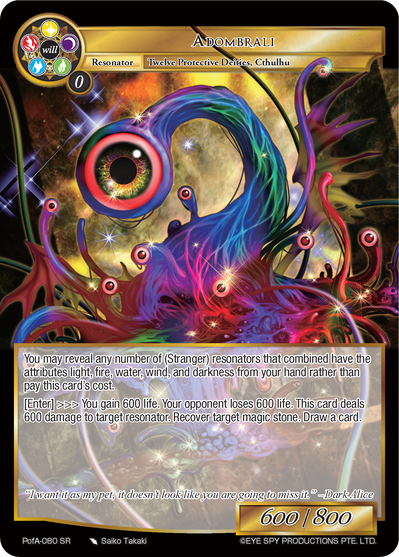 Adombrali
will
Resonator Twelve Protective Deities, Cthulhu
0
You may reveal any number of (Stranger) resonators that combined have the
attributes light, fire, water, wind, and darkness from your hand rather than
pay this card's cost.
[Enter] >>> You gain 600 life. Your opponent loses 600 life. This card deals
600 damage to target resonator. Recover target magic stone. Draw a card.
"I want it as my pet, it doesn't look like you are going to miss it." –Dark Alice
600 / 800
PofA-080 SR Saiko Takaki ©EYE SPY PRODUCTIONS PTE. LTD.